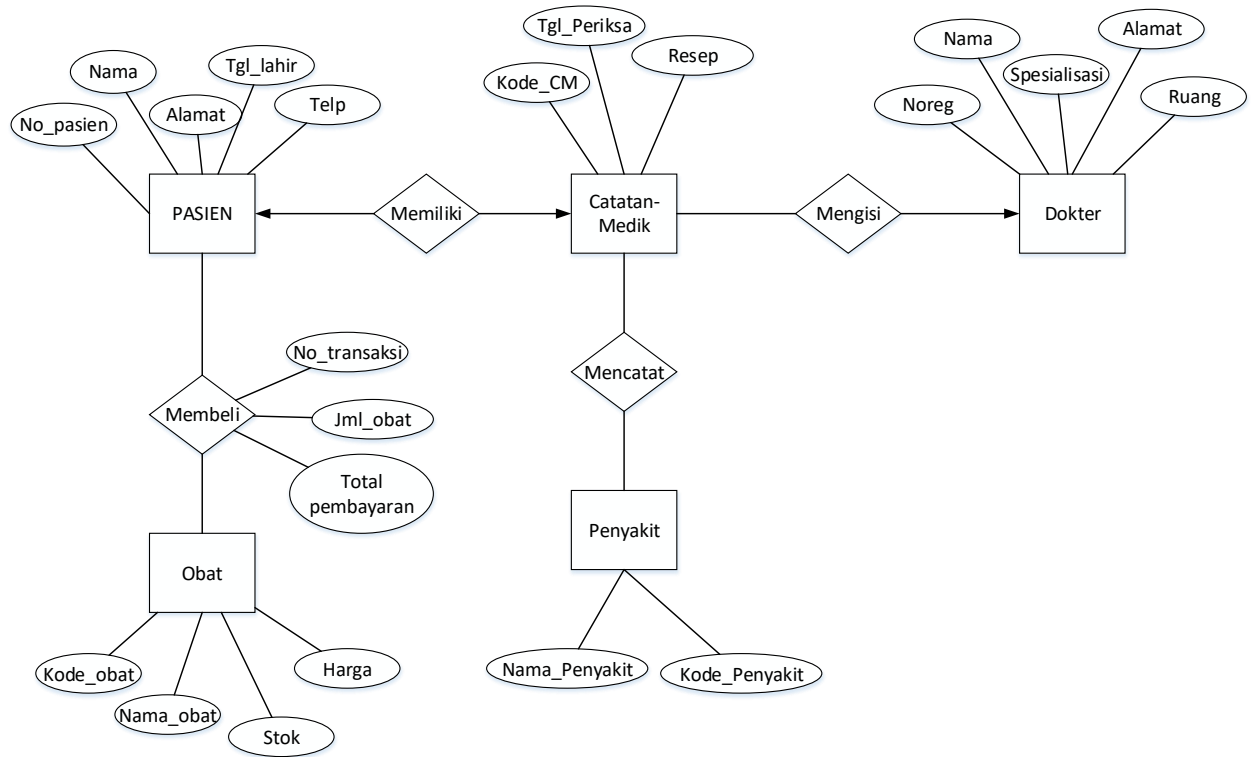 No_pasien
Nama
Alamat
Tgl_lahir
Telp
PASIEN
Memiliki
Kode_CM
Tgl_Periksa
Resep
Catatan-
Medik
Mengisi
Noreg
Nama
Spesialisasi
Alamat
Ruang
Dokter
Membeli
No_transaksi
Jml_obat
Total
pembayaran
Mencatat
Obat
Kode_obat
Nama_obat
Stok
Harga
Penyakit
Nama_Penyakit
Kode_Penyakit